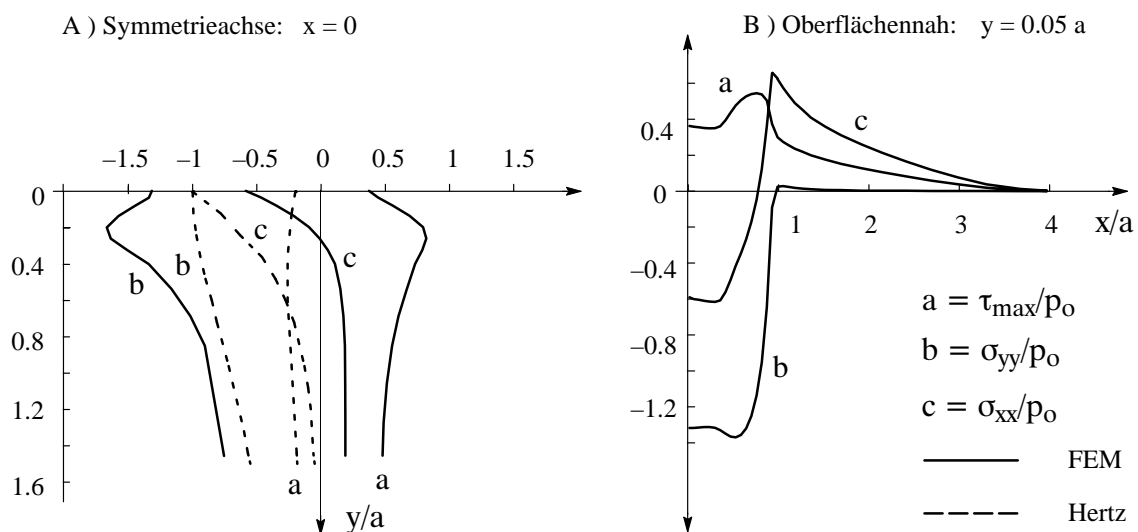 A ) Symmetrieachse: x = 0
–1.5 –1 –0.5 0 0.5 1 1.5
0
0.4
0.8
1.2
1.6
b
b
c
c
a
a
y/a
B ) Oberflächennah: y = 0.05 a
a
c
b
0.4
0
–0.4
–0.8
–1.2
1 2 3 4
x/a
a = τmax/po
b = σyy/po
c = σxx/po
FEM
Hertz